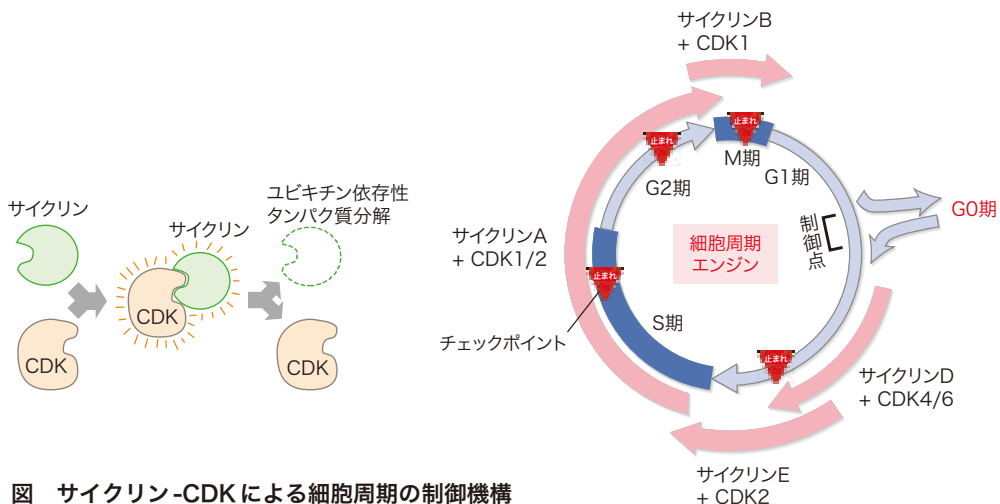 サイクリン
CDK
サイクリン
CDK
ユビキチン依存性
タンパク質分解
CDK
サイクリンB
+ CDK1
止まれ
M期
止まれ
G2期
G1期
G0期
制御点
細胞周期
エンジン
サイクリンA
+ CDK1/2
止まれ
S期
チェックポイント
止まれ
サイクリンD
+ CDK4/6
サイクリンE
+ CDK2
図 サイクリン-CDKによる細胞周期の制御機構